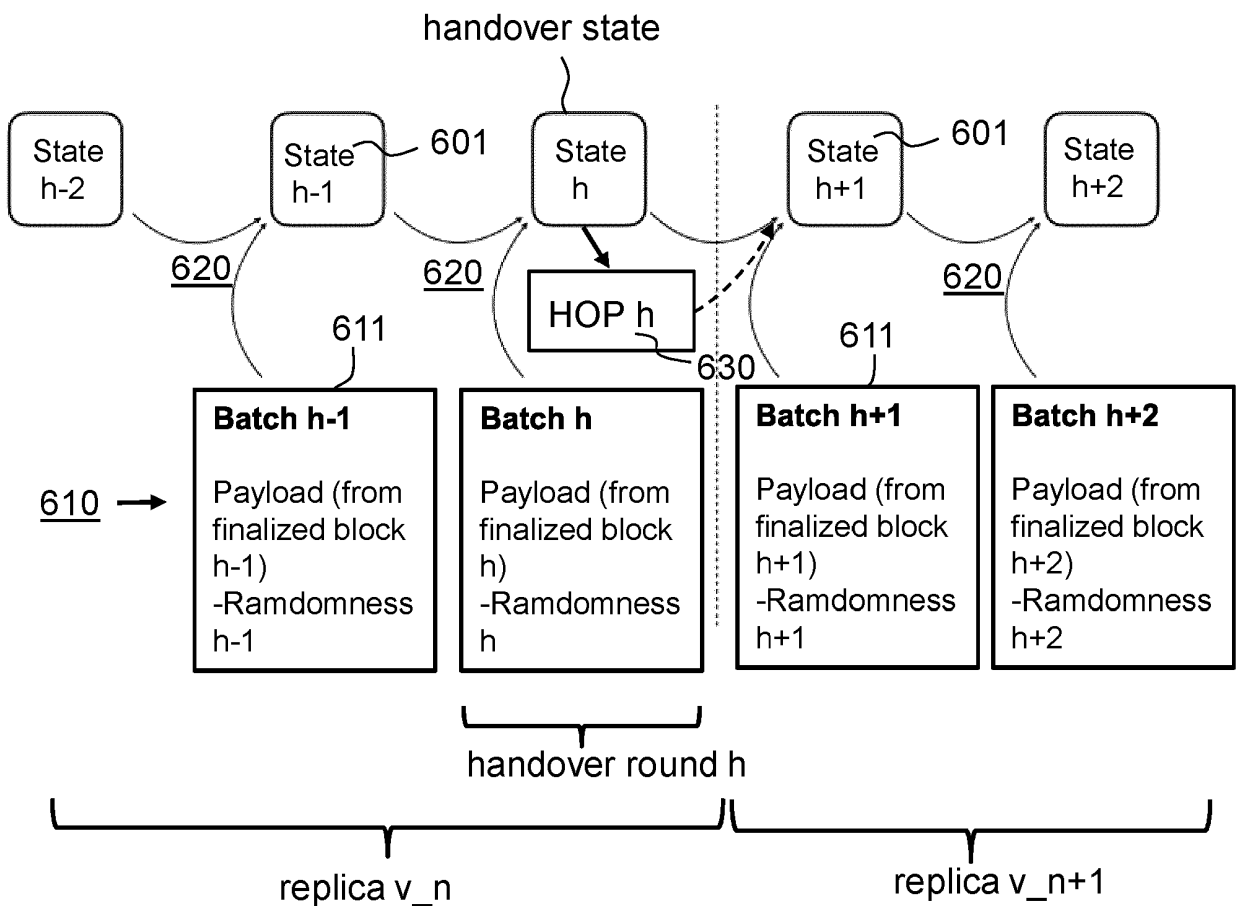 handover state
State
h-2
State
h-1
601
State
h
State
h+1
601
State
h+2
620
620
620
HOP h
630
611
611
610
Batch h-1
Payload (from
finalized block
h-1)
-Ramdomness
h-1
Batch h
Payload (from
finalized block
h)
-Ramdomness
h
Batch h+1
Payload (from
finalized block
h+1)
-Ramdomness
h+1
Batch h+2
Payload (from
finalized block
h+2)
-Ramdomness
h+2
handover round h
replica v_n
replica v_n+1